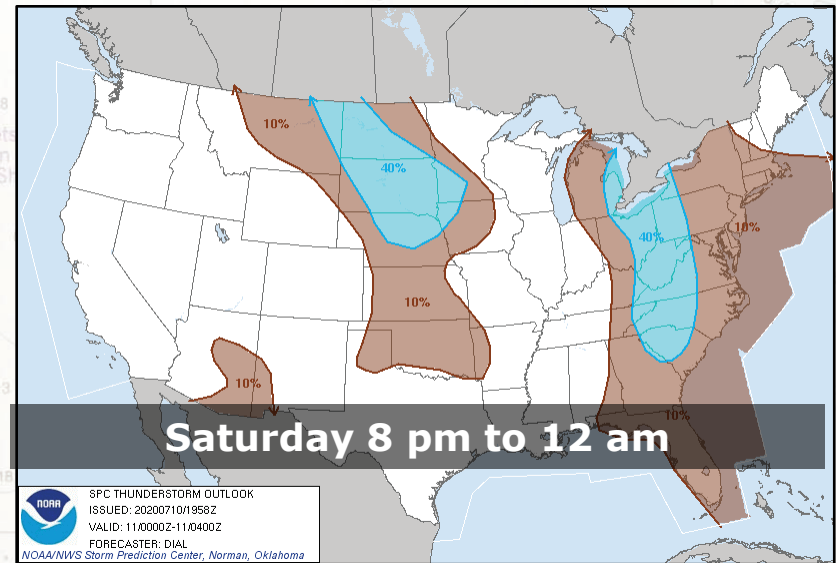 10%
40%
40%
10%
10%
10%
10%
Saturday 8 pm to 12 am
NOAA
SPC THUNDERSTORM OUTLOOK
ISSUED: 20200710/1958Z
VALID: 11/0000Z-11/0400Z
FORECASTER: DIAL
NOAA/NWS Storm Prediction Center, Norman, Oklahoma